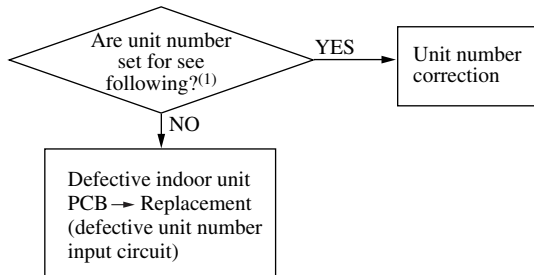 Are unit number
set for see
following?(1)
YES
Unit number
correction
NO
Defective indoor unit
PCB → Replacement
(defective unit number
input circuit)